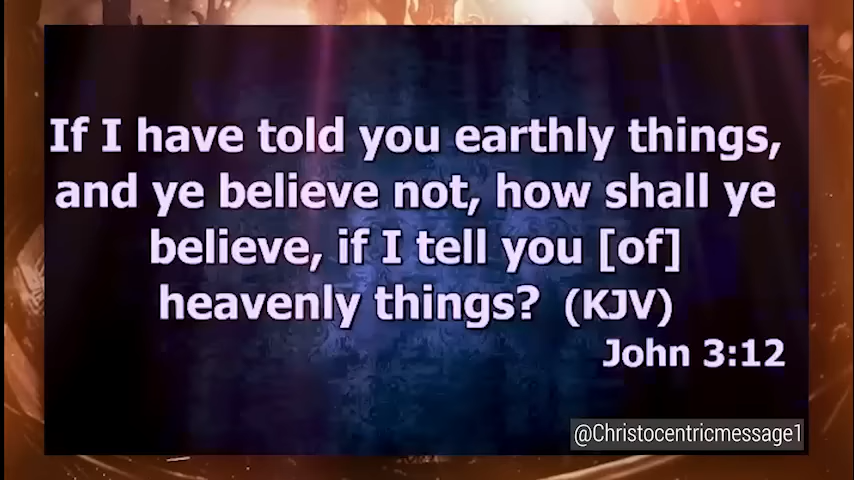 If I have told you earthly things,
and ye believe not, how shall ye
believe, if I tell you [of]
heavenly things? (KJV)
John 3:12
@Christocentricmessage1